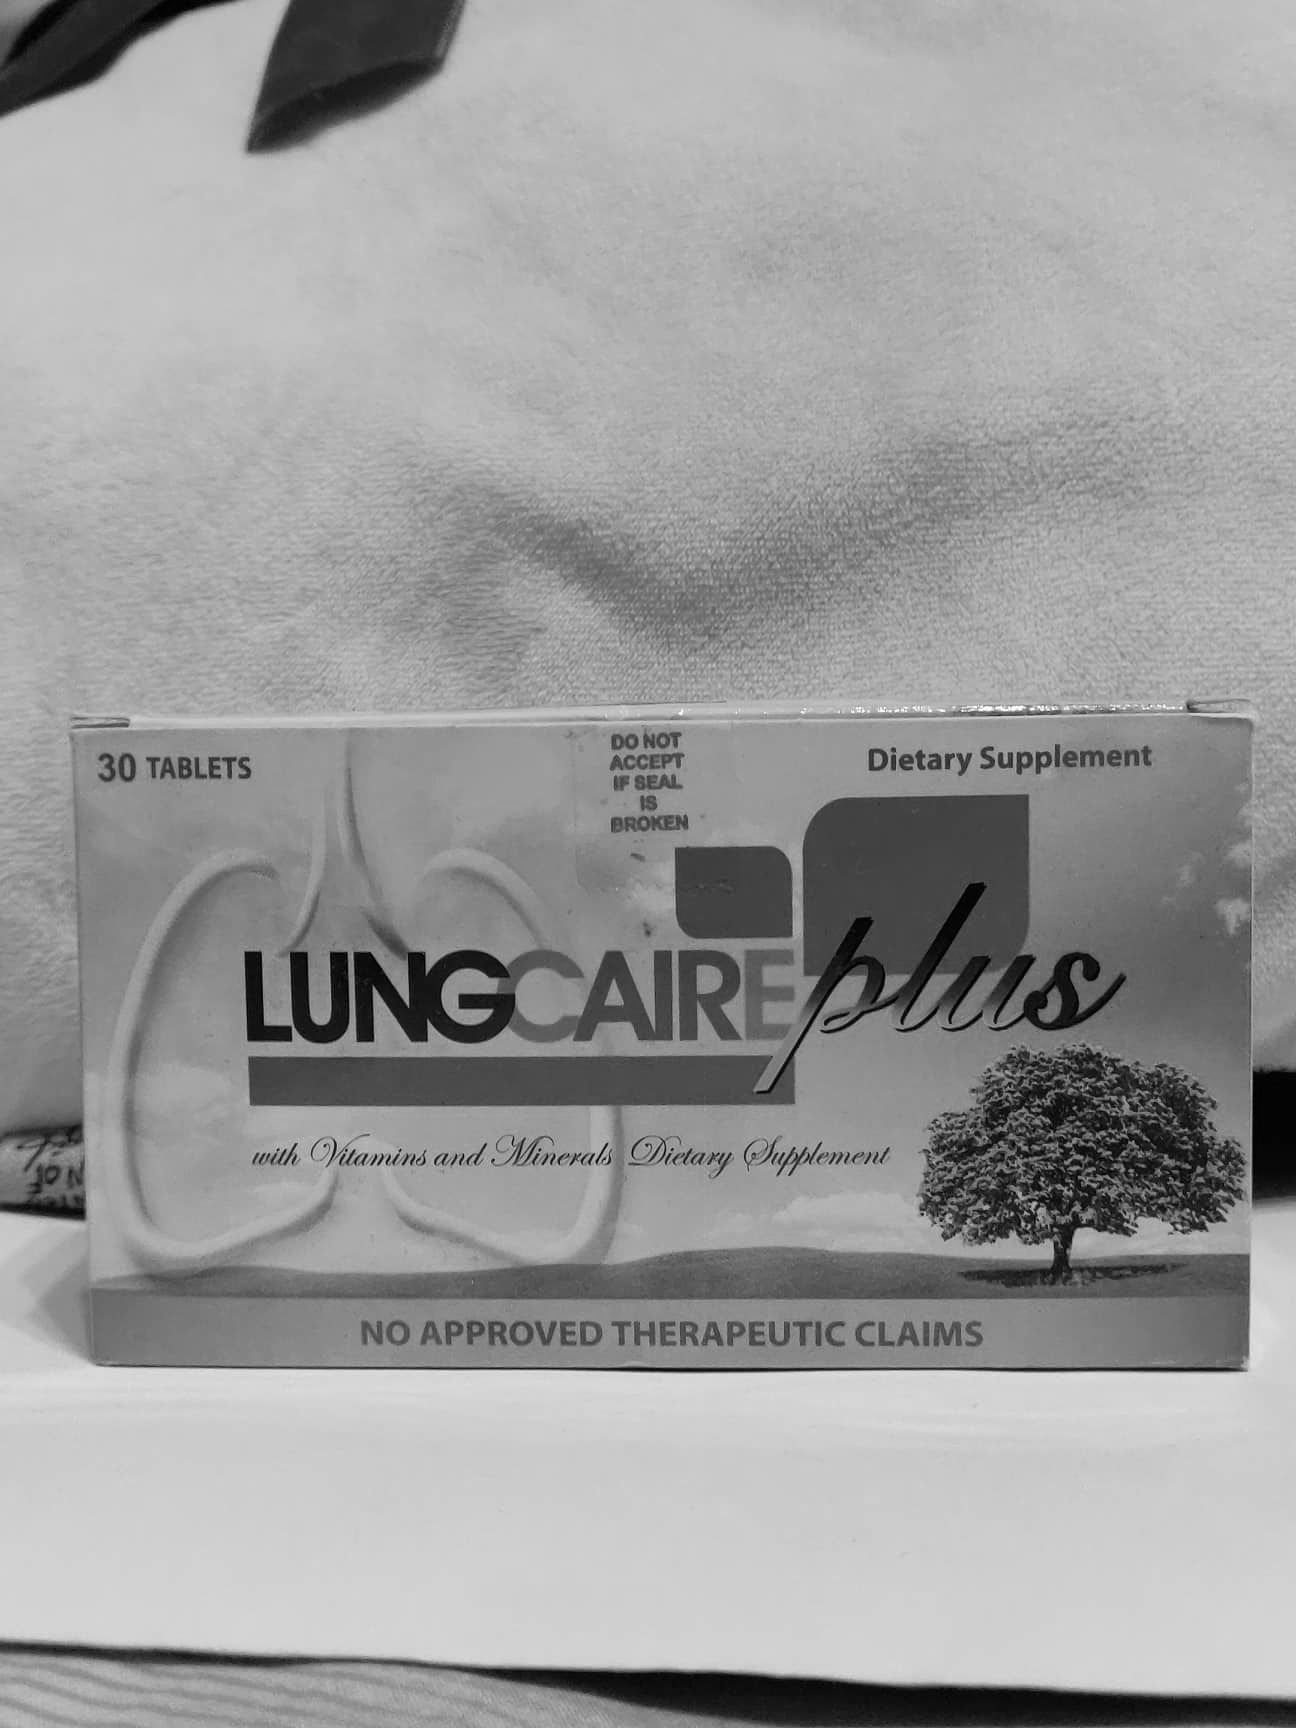 30 TABLETS
DO NOT
ACCEPT
IF SEAL
IS
BROKEN
Dietary Supplement
LUNGCAIRE plus
with Vitamins and Minerals Dietary Supplement
NO APPROVED THERAPEUTIC CLAIMS